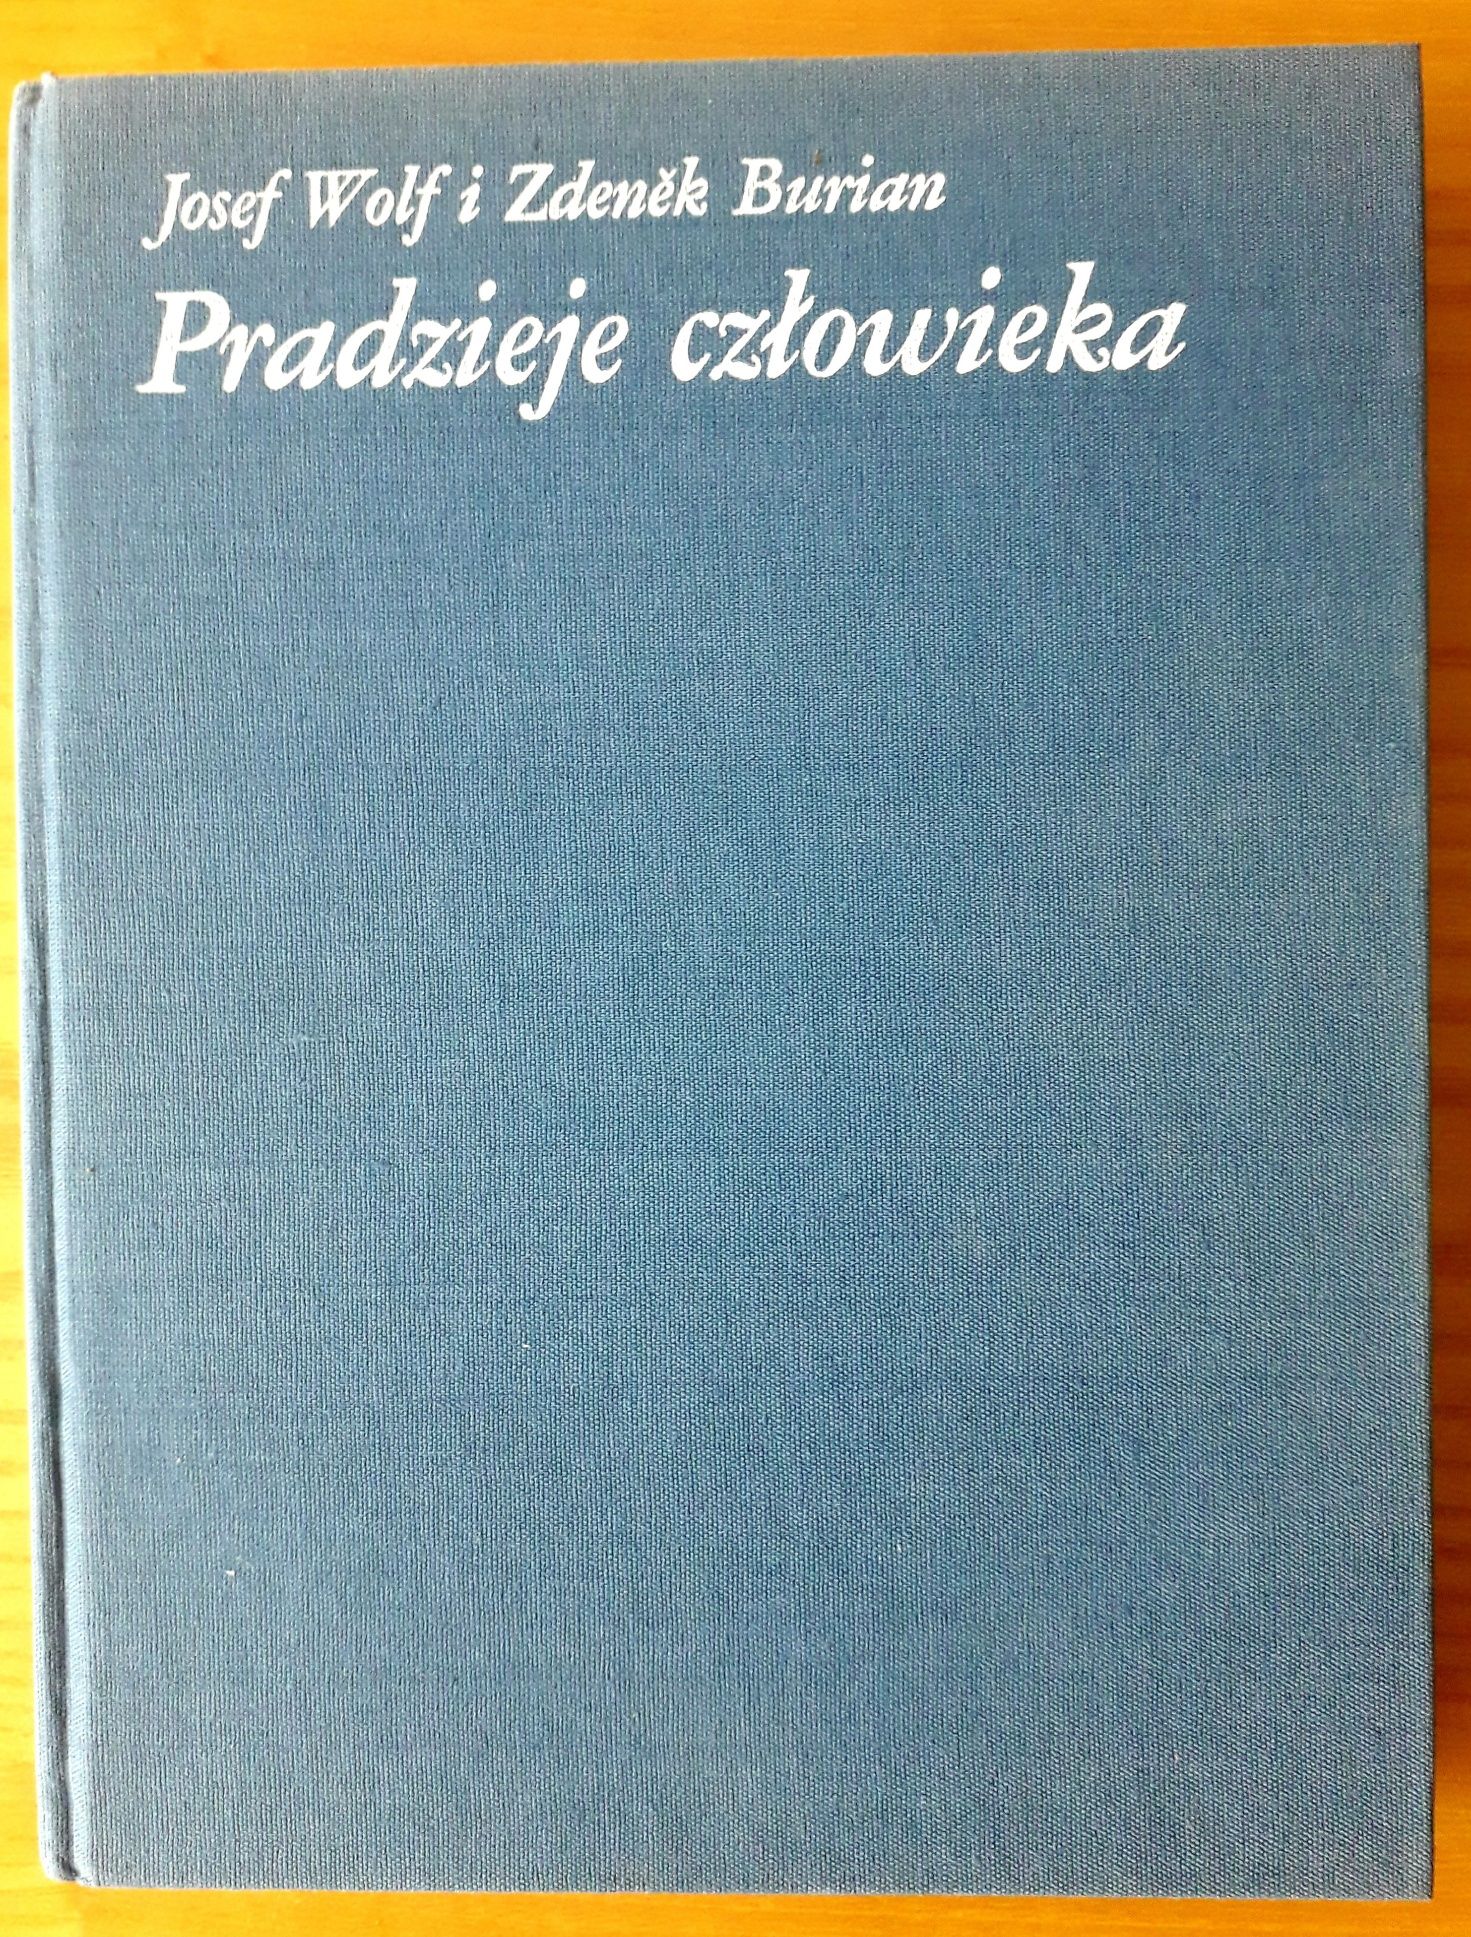 Josef Wolf i Zdeněk Burian
Pradzieje człowieka